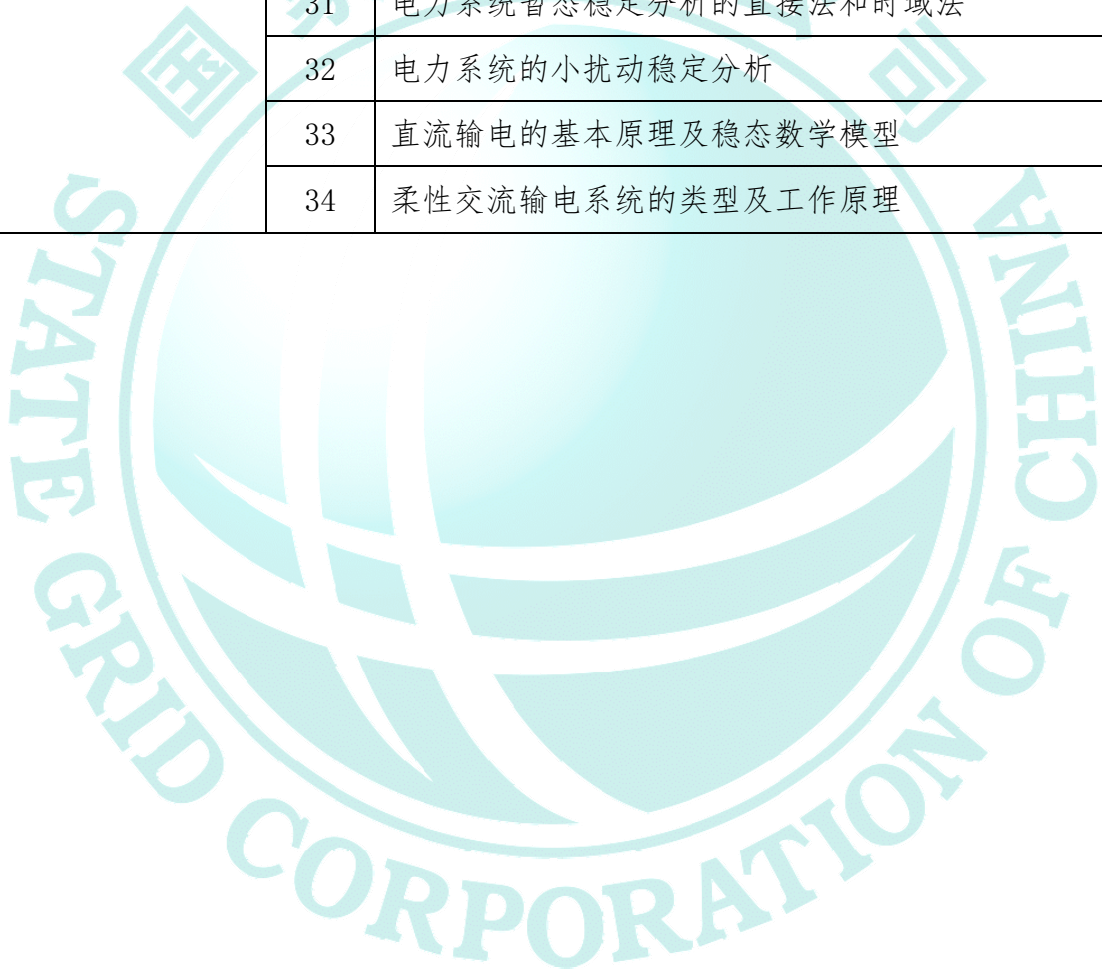 31 电力系统暂态稳定分析的直接法和时域法
32 电力系统的小扰动稳定分析
33 直流输电的基本原理及稳态数学模型
34 柔性交流输电系统的类型及工作原理
国 司
STATE GRID CORPORATION OF CHINA